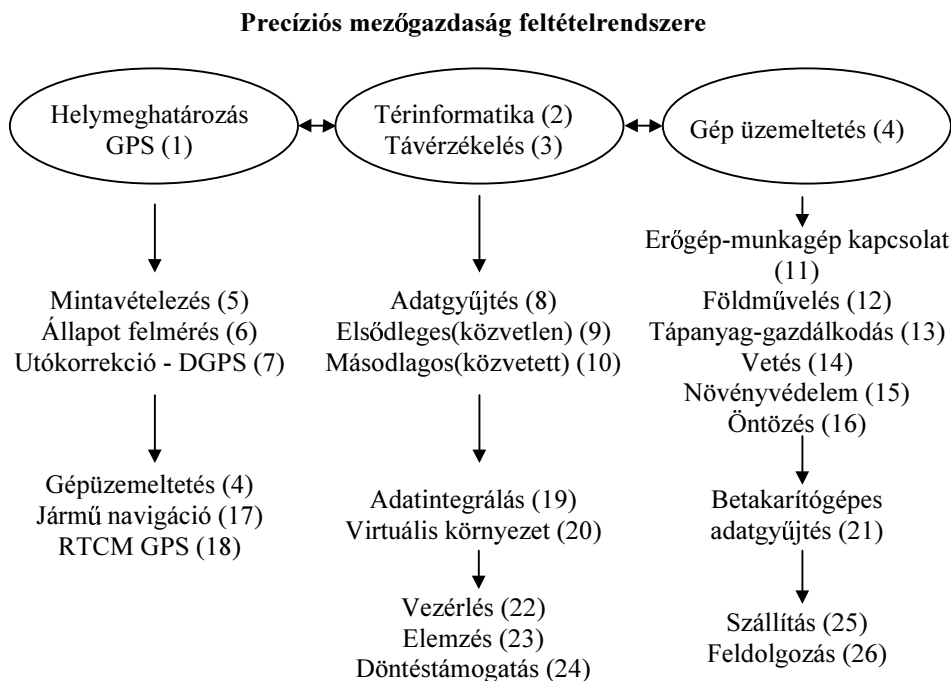 Precíziós mezőgazdaság feltételrendszere
Helymeghatározás
GPS (1)
Térinformatika (2)
Távérzékelés (3)
Gép üzemeltetés (4)
Mintavételezés (5)
Állapot felmérés (6)
Utókorrekció - DGPS (7)
Gépüzemeltetés (4)
Jármű navigáció (17)
RTCM GPS (18)
Adatgyűjtés (8)
Elsődleges(közvetlen) (9)
Másodlagos(közvetett) (10)
Adatintegrálás (19)
Virtuális környezet (20)
Vezérlés (22)
Elemzés (23)
Döntéstámogatás (24)
Erőgép-munkagép kapcsolat
(11)
Földművelés (12)
Tápanyag-gazdálkodás (13)
Vetés (14)
Növényvédelem (15)
Öntözés (16)
Betakarítógépes
adatgyűjtés (21)
Szállítás (25)
Feldolgozás (26)